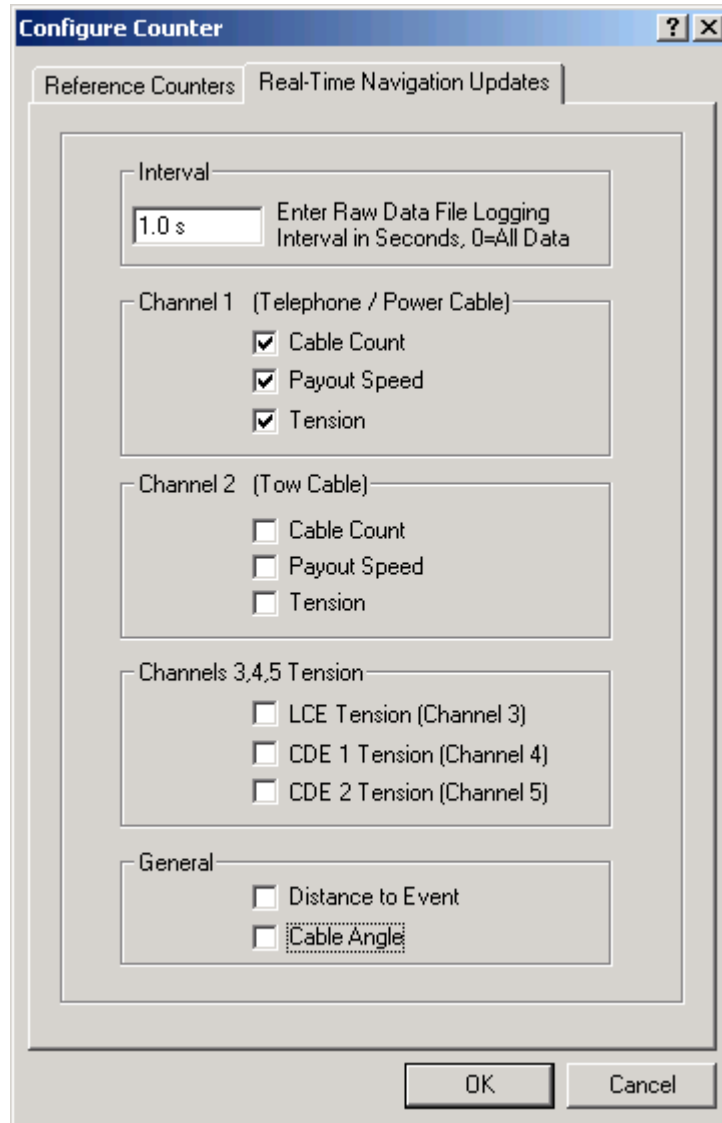 Configure Counter
Reference Counters
Real-Time Navigation Updates
Interval
1.0 s
Enter Raw Data File Logging
Interval in Seconds, 0=All Data
Channel 1 (Telephone / Power Cable)
Cable Count
Payout Speed
Tension
Channel 2 (Tow Cable)
Cable Count
Payout Speed
Tension
Channels 3,4,5 Tension
LCE Tension (Channel 3)
CDE 1 Tension (Channel 4)
CDE 2 Tension (Channel 5)
General
Distance to Event
Cable Angle
OK
Cancel